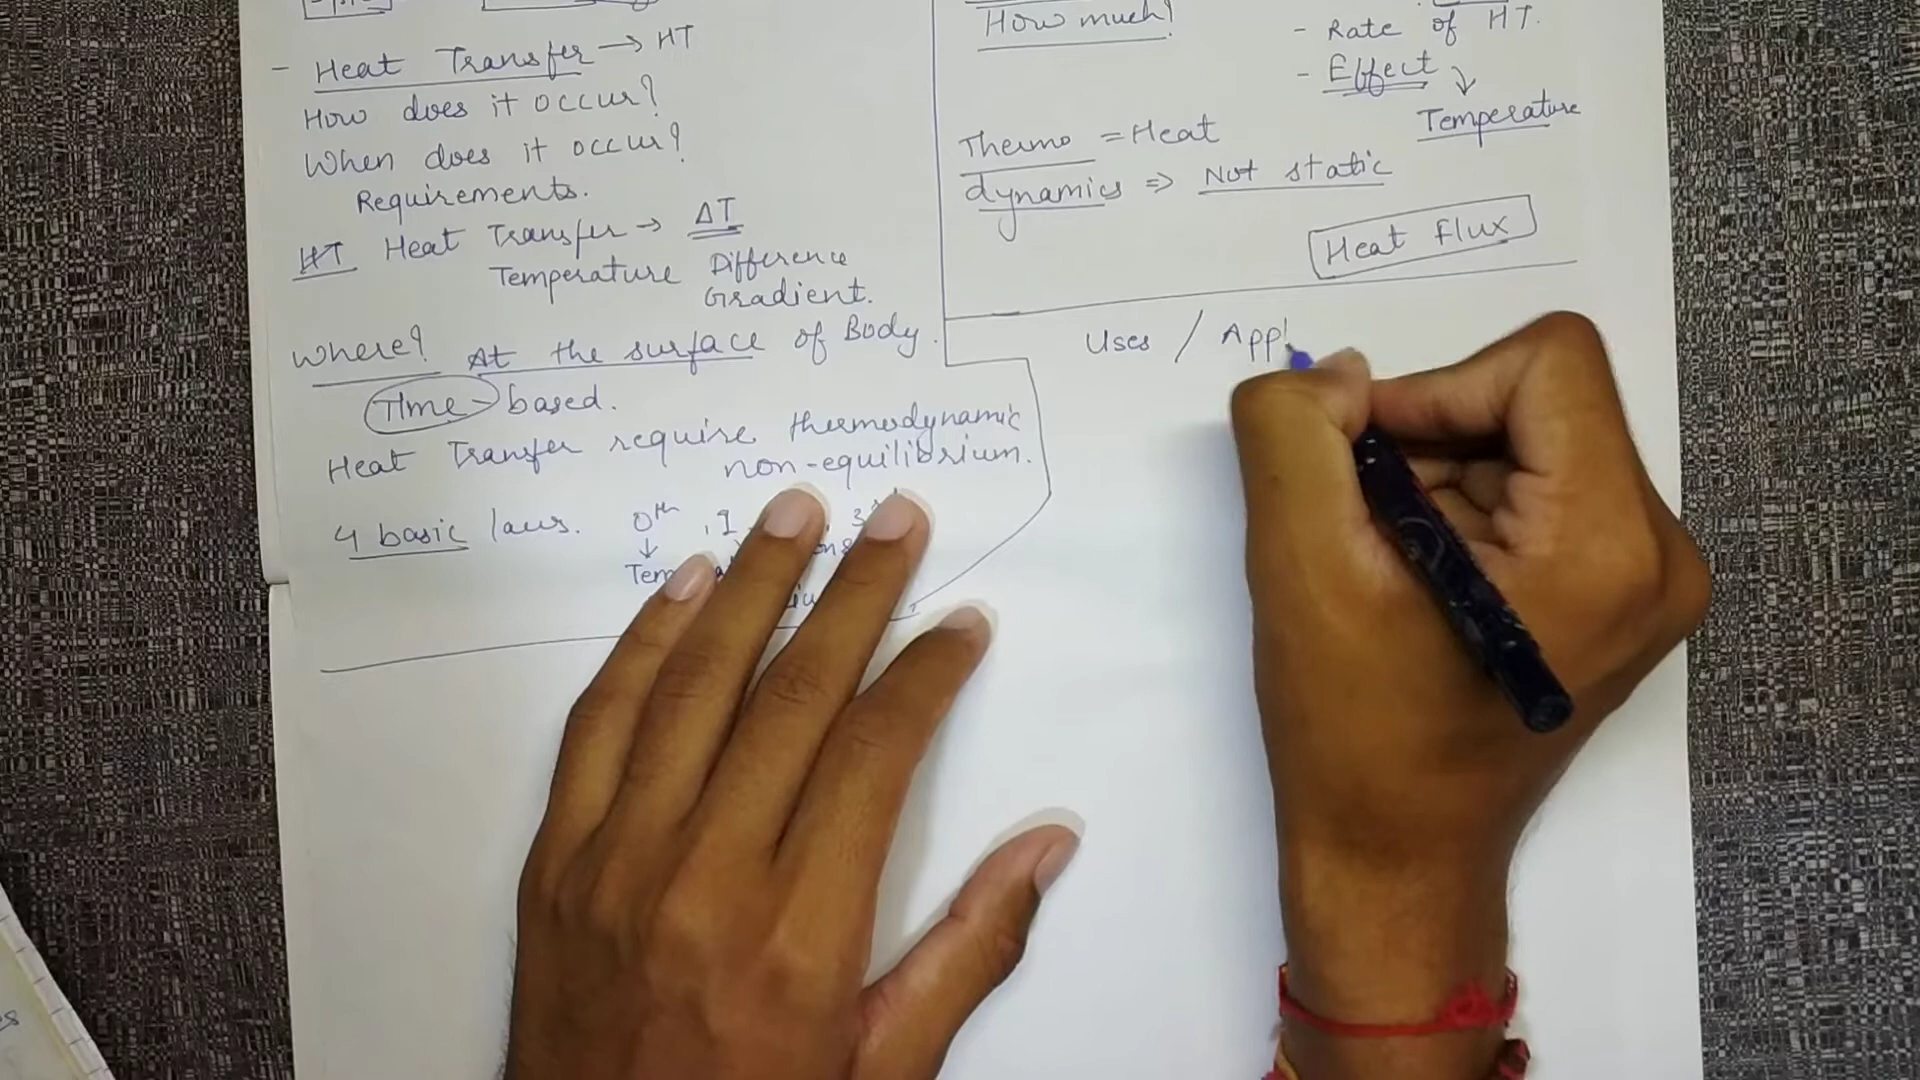 - Heat Transfer → HT
How does it occur?
When does it occur?
Requirements.
HT Heat Transfer → ΔT
Temperature Difference
Gradient.
Where? At the surface of Body.
Time-based.
Heat Transfer require thermodynamic
non-equilibrium.
4 basic laws. 0th
↓
How much?
- Rate of HT.
- Effect
↓
Temperature
Thermo = Heat
dynamics ⇒ Not static
Heat flux
Uses / Appl